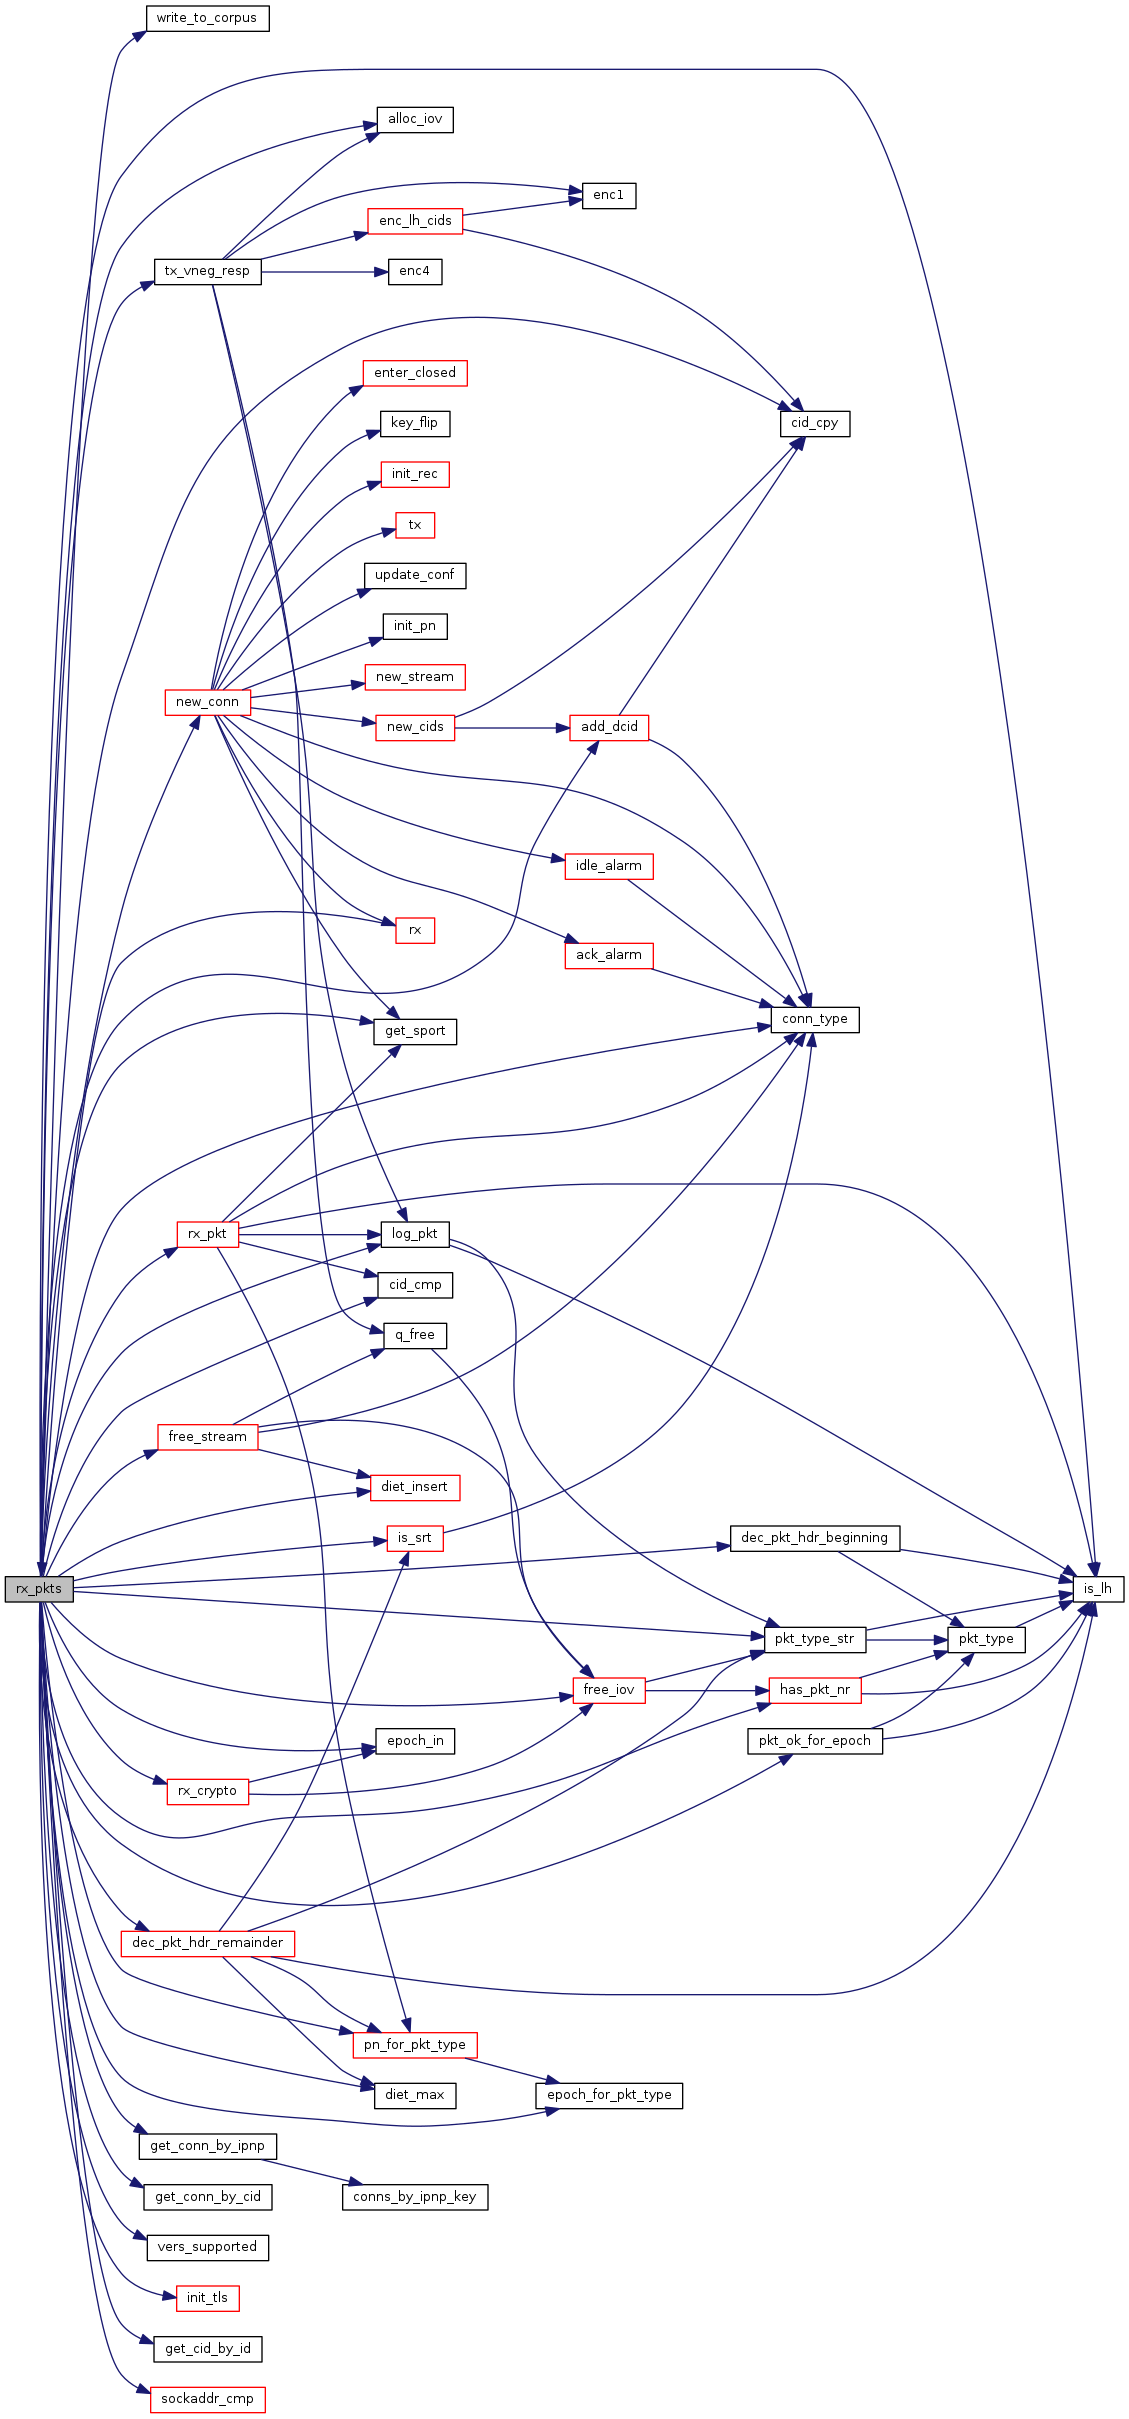 write_to_corpus
alloc_iov
enc1
enc_lh_cids
tx_vneg_resp
enc4
enter_closed
cid_cpy
key_flip
init_rec
tx
update_conf
init_pn
new_stream
new_conn
new_cids
add_dcid
idle_alarm
rx
ack_alarm
conn_type
get_sport
rx_pkt
log_pkt
cid_cmp
q_free
free_stream
diet_insert
is_srt
dec_pkt_hdr_beginning
rx_pkts
is_lh
pkt_type_str
pkt_type
free_iov
has_pkt_nr
epoch_in
pkt_ok_for_epoch
rx_crypto
dec_pkt_hdr_remainder
pn_for_pkt_type
diet_max
epoch_for_pkt_type
get_conn_by_ipnp
get_conn_by_cid
conns_by_ipnp_key
vers_supported
init_tls
get_cid_by_id
sockaddr_cmp